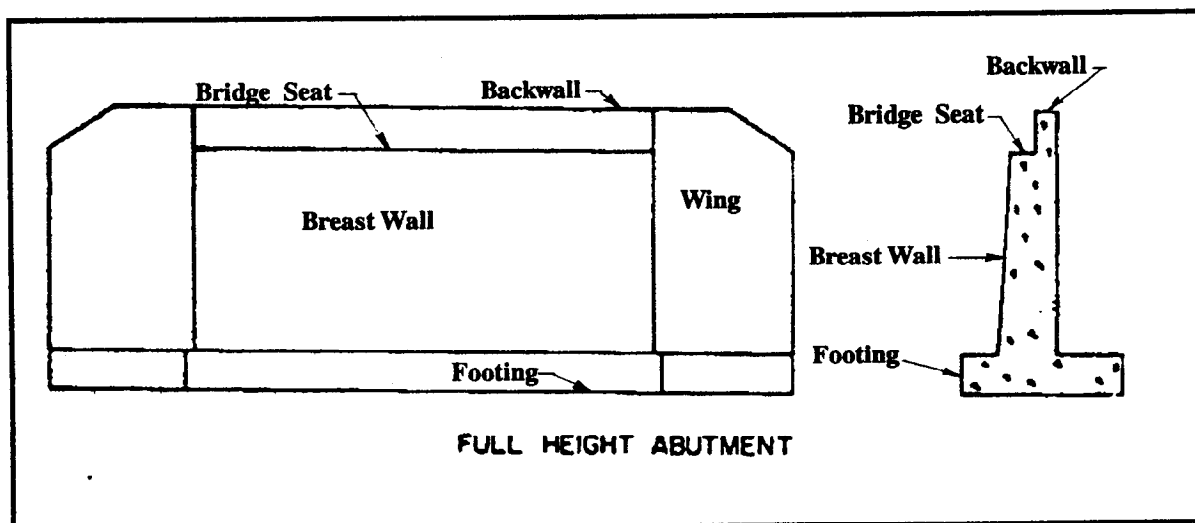 Bridge Seat
Backwall
Breast Wall
Wing
Footing
Backwall
Bridge Seat
Breast Wall
Footing
FULL HEIGHT ABUTMENT